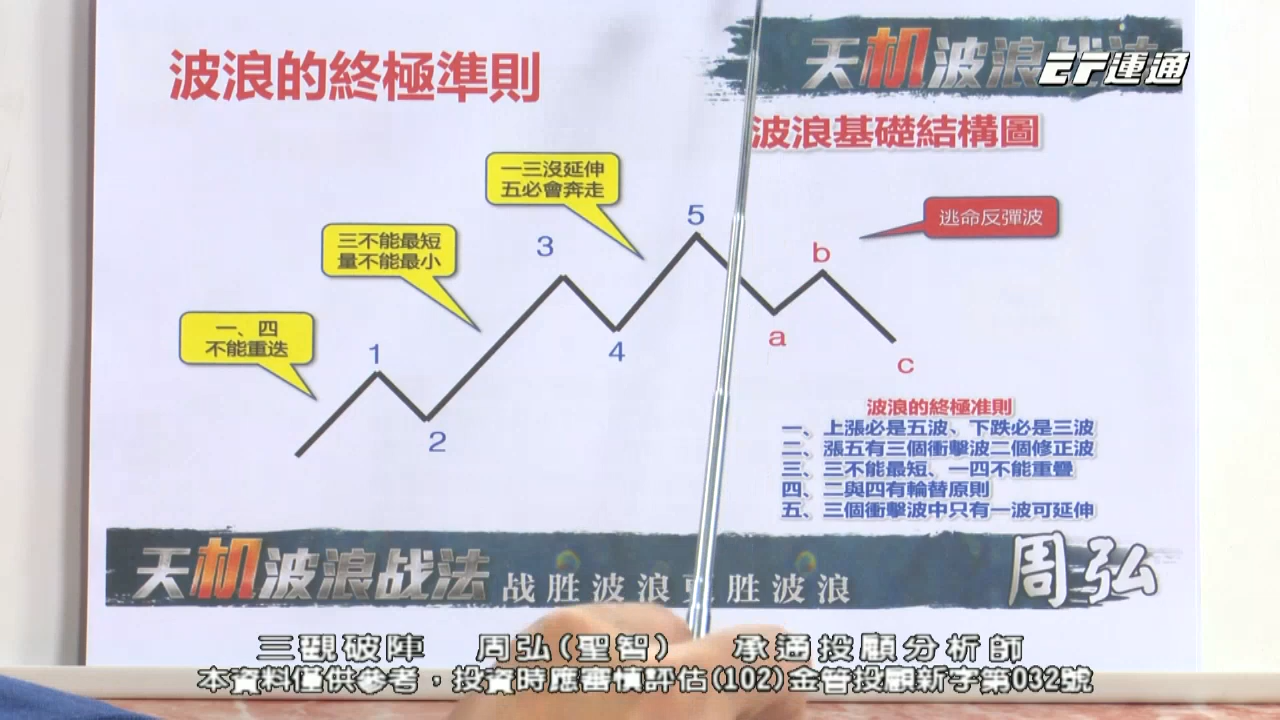 波浪的終極準則
天机波浪战法
運通
波浪基礎結構圖
一三沒延伸
五必會奔走
逃命反彈波
三不能最短
量不能最小
一、四
不能重迭
1
2
3
4
5
a
b
c
波浪的終極准則
一、上漲必是五波、下跌必是三波
二、漲五有三個衝擊波二個修正波
三、三不能最短、一四不能重疊
四、二與四有輪替原則
五、三個衝擊波中只有一波可延伸
天机波浪战法
战胜波浪 胜波浪
周弘
三觀破陣 周弘(聖智) 承通投顧分析師
本資料僅供參考，投資時應審慎評估(102)金管投顧新字第032號